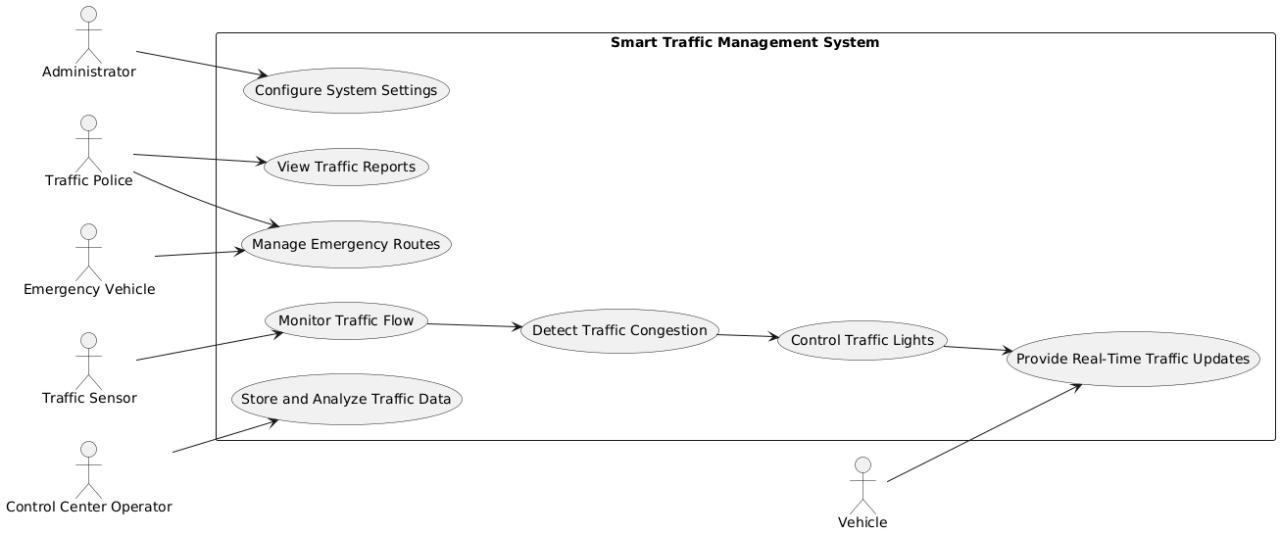 Smart Traffic Management System
Administrator
Configure System Settings
Traffic Police
View Traffic Reports
Manage Emergency Routes
Emergency Vehicle
Monitor Traffic Flow
Detect Traffic Congestion
Control Traffic Lights
Provide Real-Time Traffic Updates
Traffic Sensor
Store and Analyze Traffic Data
Control Center Operator
Vehicle